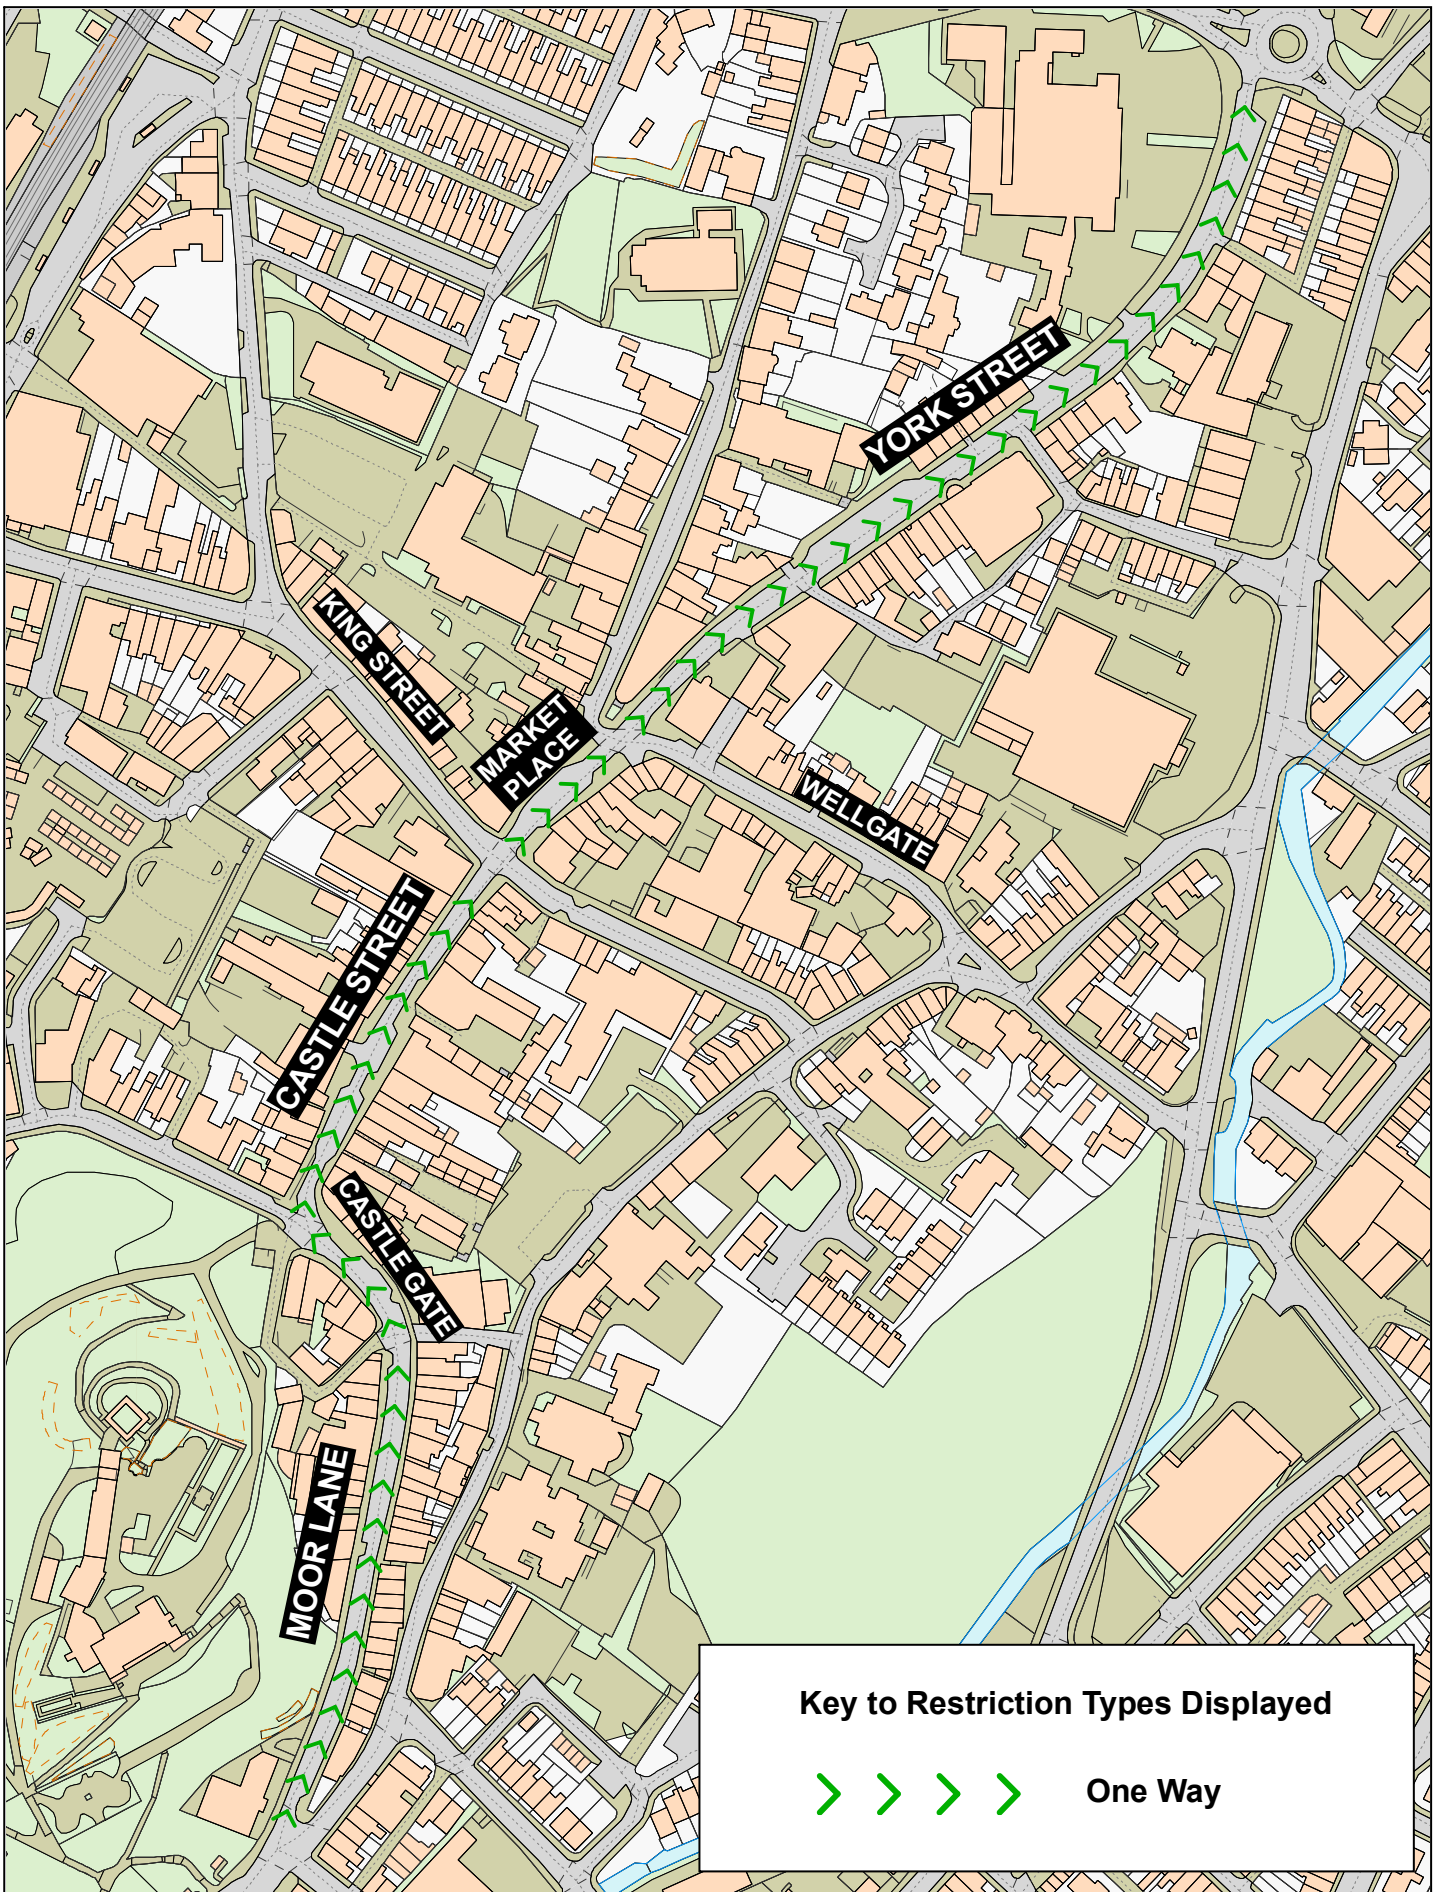 YORK STREET
KING STREET
MARKET
PLACE
WELLGATE
CASTLE STREET
CASTLE GATE
MOOR LANE
Key to Restriction Types Displayed
One Way